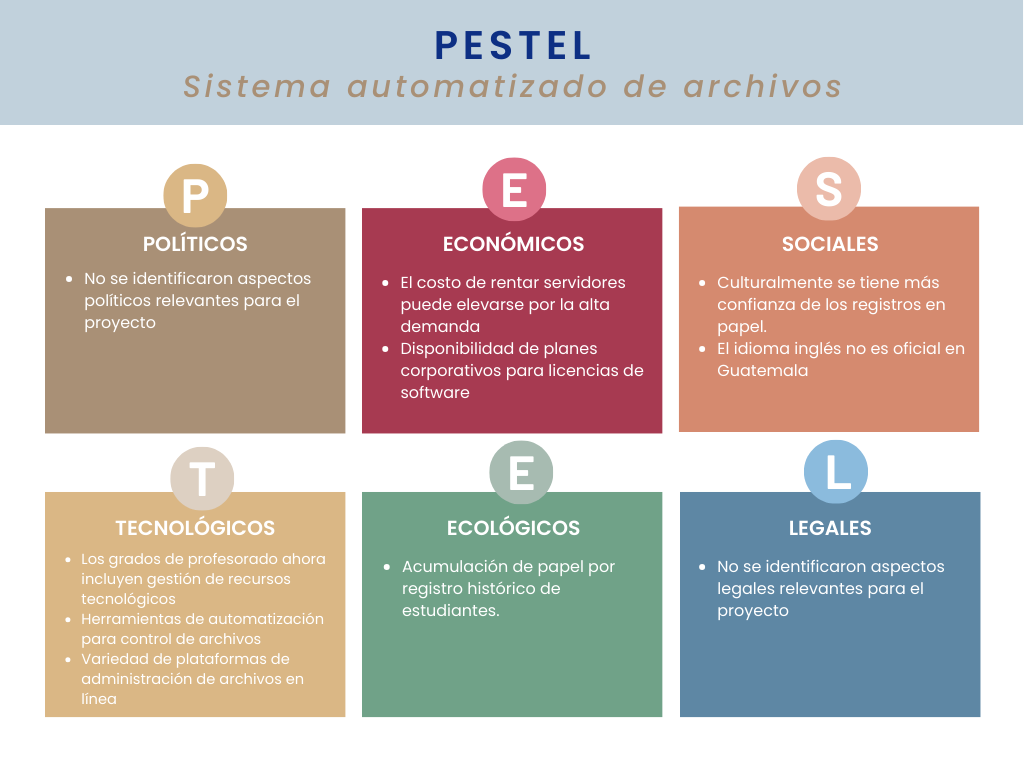 PESTEL
Sistema automatizado de archivos
P
POLÍTICOS
• No se identificaron aspectos
políticos relevantes para el
proyecto
E
ECONÓMICOS
• El costo de rentar servidores
puede elevarse por la alta
demanda
• Disponibilidad de planes
corporativos para licencias de
software
S
SOCIALES
• Culturalmente se tiene más
confianza de los registros en
papel.
• El idioma inglés no es oficial en
Guatemala
T
TECNOLÓGICOS
• Los grados de profesorado ahora
incluyen gestión de recursos
tecnológicos
• Herramientas de automatización
para control de archivos
• Variedad de plataformas de
administración de archivos en
línea
E
ECOLÓGICOS
• Acumulación de papel por
registro histórico de
estudiantes.
L
LEGALES
• No se identificaron aspectos
legales relevantes para el
proyecto